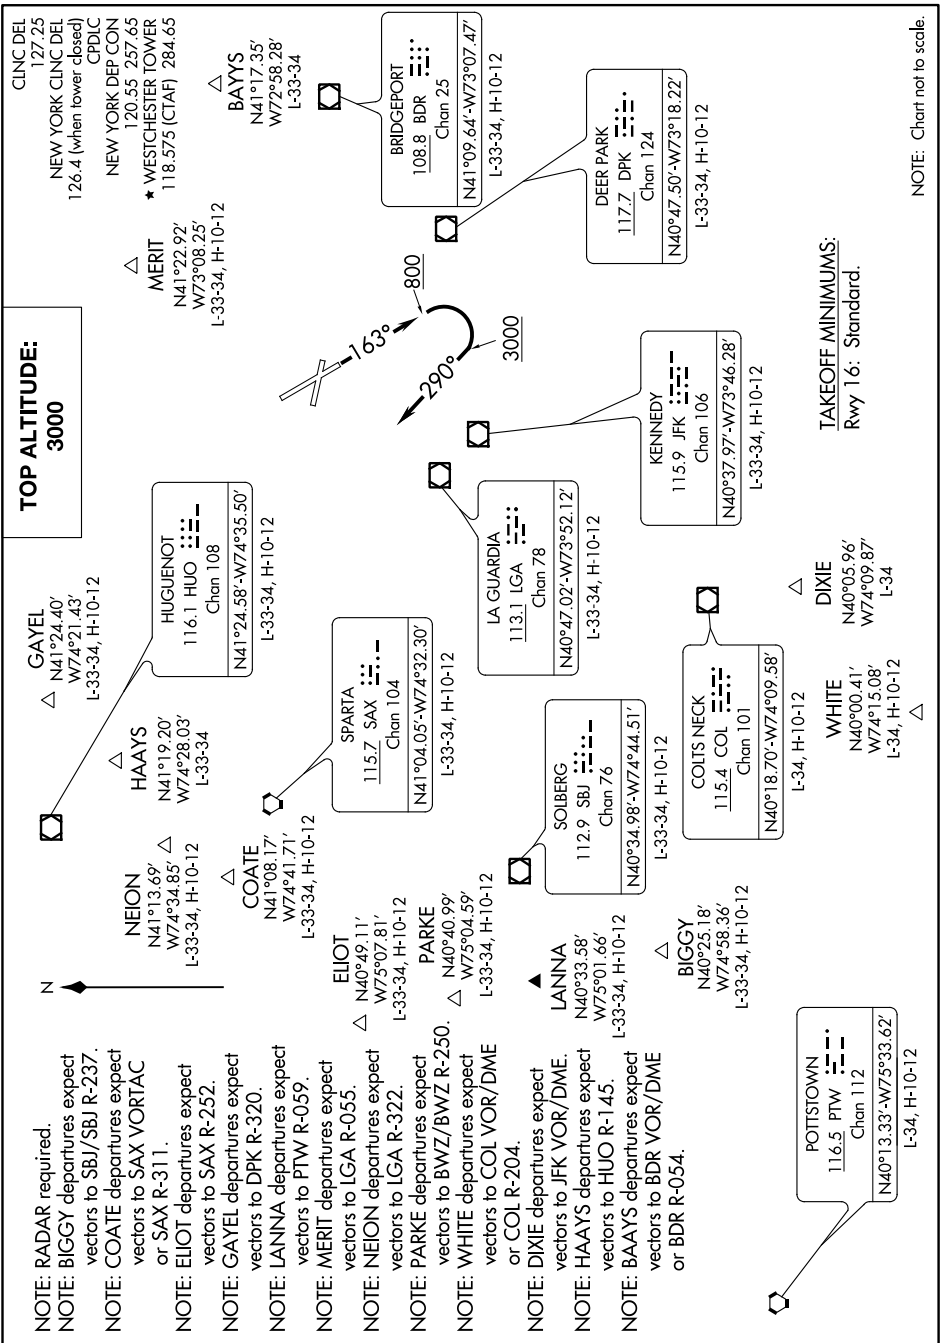 TOP ALTITUDE:
3000
CLNC DEL
127.25
NEW YORK CLNC DEL
126.4 (when tower closed)
CPDLC
NEW YORK DEP CON
120.55 257.65
★ WESTCHESTER TOWER
118.575 (CTAF) 284.65
NOTE: RADAR required.
NOTE: BIGGY departures expect
vectors to SBJ/SBJ R-237.
NOTE: COATE departures expect
vectors to SAX VORTAC
or SAX R-311.
NOTE: ELIOT departures expect
vectors to SAX R-252.
NOTE: GAYEL departures expect
vectors to DPK R-320.
NOTE: LANNA departures expect
vectors to PTW R-059.
NOTE: MERIT departures expect
vectors to LGA R-055.
NOTE: NEION departures expect
vectors to LGA R-322.
NOTE: PARKE departures expect
vectors to BWZ/BWZ R-250.
NOTE: WHITE departures expect
vectors to COL VOR/DME
or COL R-204.
NOTE: DIXIE departures expect
vectors to JFK VOR/DME.
NOTE: HAAYS departures expect
vectors to HUO R-145.
NOTE: BAAYS departures expect
vectors to BDR VOR/DME
or BDR R-054.
N
GAYEL
N41°24.40'
W74°21.43'
L-33-34, H-10-12
HUGUENOT
116.1 HUO
Chan 108
N41°24.58'-W74°35.50'
L-33-34, H-10-12
HAAYS
N41°19.20'
W74°28.03'
L-33-34
NEION
N41°13.69'
W74°34.85'
L-33-34, H-10-12
COATE
N41°08.17'
W74°41.71'
L-33-34, H-10-12
SPARTA
115.7 SAX
Chan 104
N41°04.05'-W74°32.30'
L-33-34, H-10-12
ELIOT
N40°49.11'
W75°07.81'
L-33-34, H-10-12
PARKE
N40°40.99'
W75°04.59'
L-33-34, H-10-12
LANNA
N40°33.58'
W75°01.66'
L-33-34, H-10-12
SOLBERG
112.9 SBJ
Chan 76
N40°34.98'-W74°44.51'
L-33-34, H-10-12
BIGGY
N40°25.18'
W74°58.36'
L-33-34, H-10-12
POTTSTOWN
116.5 PTW
Chan 112
N40°13.33'-W75°33.62'
L-34, H-10-12
MERIT
N41°22.92'
W73°08.25'
L-33-34, H-10-12
BAYYS
N41°17.35'
W72°58.28'
L-33-34
BRIDGEPORT
108.8 BDR
Chan 25
N41°09.64'-W73°07.47'
L-33-34, H-10-12
DEER PARK
117.7 DPK
Chan 124
N40°47.50'-W73°18.22'
L-33-34, H-10-12
163°
800
290°
3000
LA GUARDIA
113.1 LGA
Chan 78
N40°47.02'-W73°52.12'
L-33-34, H-10-12
KENNEDY
115.9 JFK
Chan 106
N40°37.97'-W73°46.28'
L-33-34, H-10-12
COLTS NECK
115.4 COL
Chan 101
N40°18.70'-W74°09.58'
L-34, H-10-12
DIXIE
N40°05.96'
W74°09.87'
L-34
WHITE
N40°00.41'
W74°15.08'
L-34, H-10-12
TAKEOFF MINIMUMS:
Rwy 16: Standard.
NOTE: Chart not to scale.